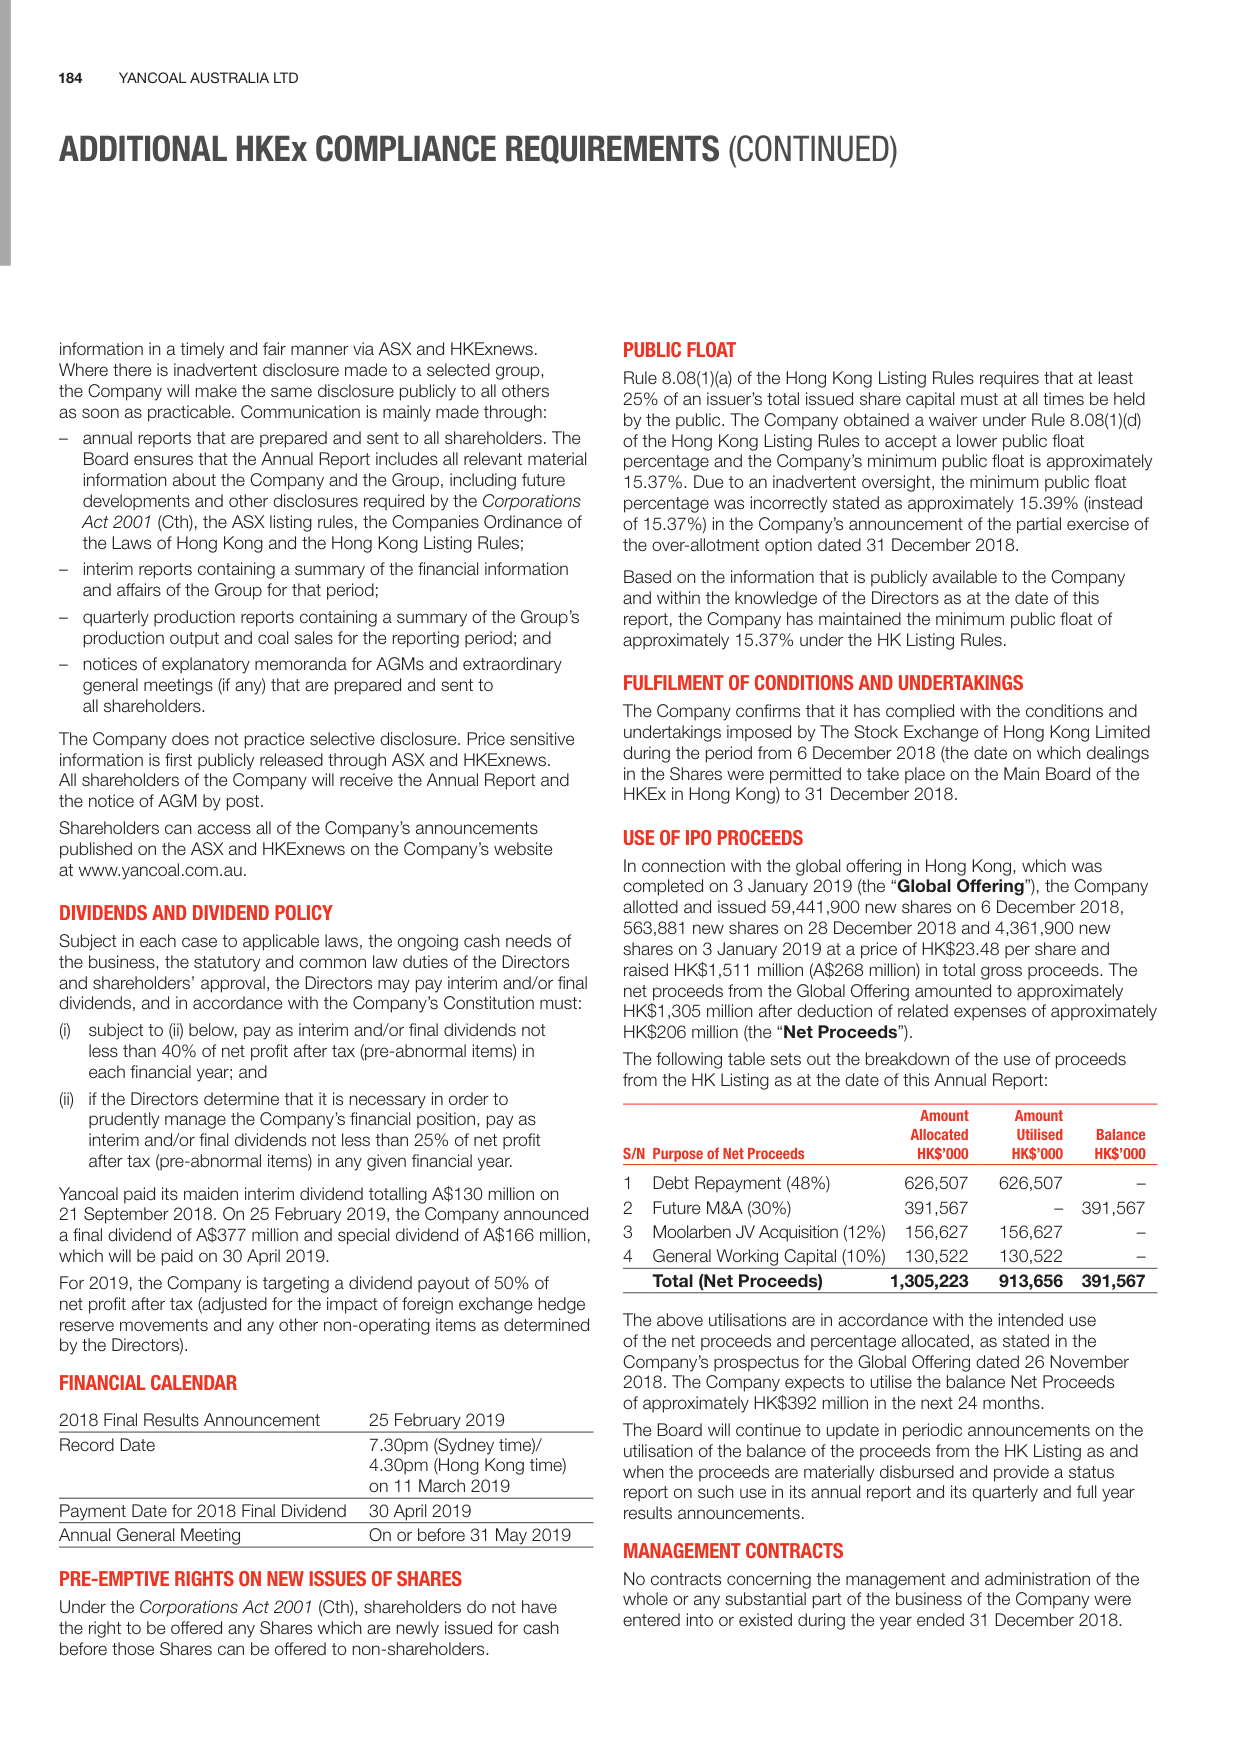 184 YANCOAL AUSTRALIA LTD
ADDITIONAL HKEx COMPLIANCE REQUIREMENTS (CONTINUED)
information in a timely and fair manner via ASX and HKExnews.
Where there is inadvertent disclosure made to a selected group,
the Company will make the same disclosure publicly to all others
as soon as practicable. Communication is mainly made through:
– annual reports that are prepared and sent to all shareholders. The
Board ensures that the Annual Report includes all relevant material
information about the Company and the Group, including future
developments and other disclosures required by the Corporations
Act 2001 (Cth), the ASX listing rules, the Companies Ordinance of
the Laws of Hong Kong and the Hong Kong Listing Rules;
– interim reports containing a summary of the financial information
and affairs of the Group for that period;
– quarterly production reports containing a summary of the Group's
production output and coal sales for the reporting period; and
– notices of explanatory memoranda for AGMs and extraordinary
general meetings (if any) that are prepared and sent to
all shareholders.
The Company does not practice selective disclosure. Price sensitive
information is first publicly released through ASX and HKExnews.
All shareholders of the Company will receive the Annual Report and
the notice of AGM by post.
Shareholders can access all of the Company's announcements
published on the ASX and HKExnews on the Company's website
at www.yancoal.com.au.
DIVIDENDS AND DIVIDEND POLICY
Subject in each case to applicable laws, the ongoing cash needs of
the business, the statutory and common law duties of the Directors
and shareholders' approval, the Directors may pay interim and/or final
dividends, and in accordance with the Company's Constitution must:
(i) subject to (ii) below, pay as interim and/or final dividends not
less than 40% of net profit after tax (pre-abnormal items) in
each financial year; and
(ii) if the Directors determine that it is necessary in order to
prudently manage the Company's financial position, pay as
interim and/or final dividends not less than 25% of net profit
after tax (pre-abnormal items) in any given financial year.
Yancoal paid its maiden interim dividend totalling A$130 million on
21 September 2018. On 25 February 2019, the Company announced
a final dividend of A$377 million and special dividend of A$166 million,
which will be paid on 30 April 2019.
For 2019, the Company is targeting a dividend payout of 50% of
net profit after tax (adjusted for the impact of foreign exchange hedge
reserve movements and any other non-operating items as determined
by the Directors).
FINANCIAL CALENDAR
2018 Final Results Announcement 25 February 2019
Record Date 7.30pm (Sydney time)/
4.30pm (Hong Kong time)
on 11 March 2019
Payment Date for 2018 Final Dividend 30 April 2019
Annual General Meeting On or before 31 May 2019
PRE-EMPTIVE RIGHTS ON NEW ISSUES OF SHARES
Under the Corporations Act 2001 (Cth), shareholders do not have
the right to be offered any Shares which are newly issued for cash
before those Shares can be offered to non-shareholders.
PUBLIC FLOAT
Rule 8.08(1)(a) of the Hong Kong Listing Rules requires that at least
25% of an issuer's total issued share capital must at all times be held
by the public. The Company obtained a waiver under Rule 8.08(1)(d)
of the Hong Kong Listing Rules to accept a lower public float
percentage and the Company's minimum public float is approximately
15.37%. Due to an inadvertent oversight, the minimum public float
percentage was incorrectly stated as approximately 15.39% (instead
of 15.37%) in the Company's announcement of the partial exercise of
the over-allotment option dated 31 December 2018.
Based on the information that is publicly available to the Company
and within the knowledge of the Directors as at the date of this
report, the Company has maintained the minimum public float of
approximately 15.37% under the HK Listing Rules.
FULFILMENT OF CONDITIONS AND UNDERTAKINGS
The Company confirms that it has complied with the conditions and
undertakings imposed by The Stock Exchange of Hong Kong Limited
during the period from 6 December 2018 (the date on which dealings
in the Shares were permitted to take place on the Main Board of the
HKEx in Hong Kong) to 31 December 2018.
USE OF IPO PROCEEDS
In connection with the global offering in Hong Kong, which was
completed on 3 January 2019 (the "Global Offering"), the Company
allotted and issued 59,441,900 new shares on 6 December 2018,
563,881 new shares on 28 December 2018 and 4,361,900 new
shares on 3 January 2019 at a price of HK$23.48 per share and
raised HK$1,511 million (A$268 million) in total gross proceeds. The
net proceeds from the Global Offering amounted to approximately
HK$1,305 million after deduction of related expenses of approximately
HK$206 million (the "Net Proceeds").
The following table sets out the breakdown of the use of proceeds
from the HK Listing as at the date of this Annual Report:
Amount Amount
Allocated Utilised Balance
S/N Purpose of Net Proceeds HK$'000 HK$'000 HK$'000
1 Debt Repayment (48%) 626,507 626,507 –
2 Future M&A (30%) 391,567 – 391,567
3 Moolarben JV Acquisition (12%) 156,627 156,627 –
4 General Working Capital (10%) 130,522 130,522 –
Total (Net Proceeds) 1,305,223 913,656 391,567
The above utilisations are in accordance with the intended use
of the net proceeds and percentage allocated, as stated in the
Company's prospectus for the Global Offering dated 26 November
2018. The Company expects to utilise the balance Net Proceeds
of approximately HK$392 million in the next 24 months.
The Board will continue to update in periodic announcements on the
utilisation of the balance of the proceeds from the HK Listing as and
when the proceeds are materially disbursed and provide a status
report on such use in its annual report and its quarterly and full year
results announcements.
MANAGEMENT CONTRACTS
No contracts concerning the management and administration of the
whole or any substantial part of the business of the Company were
entered into or existed during the year ended 31 December 2018.